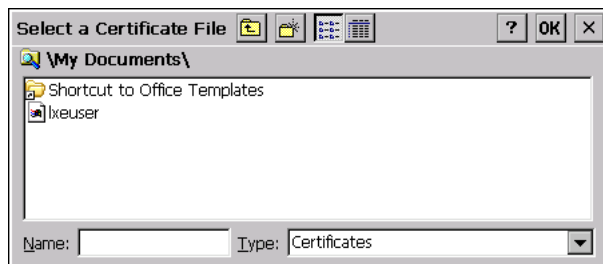 Select a Certificate File ? OK ×
\My Documents\
Shortcut to Office Templates
lxeuser
Name: Type: Certificates